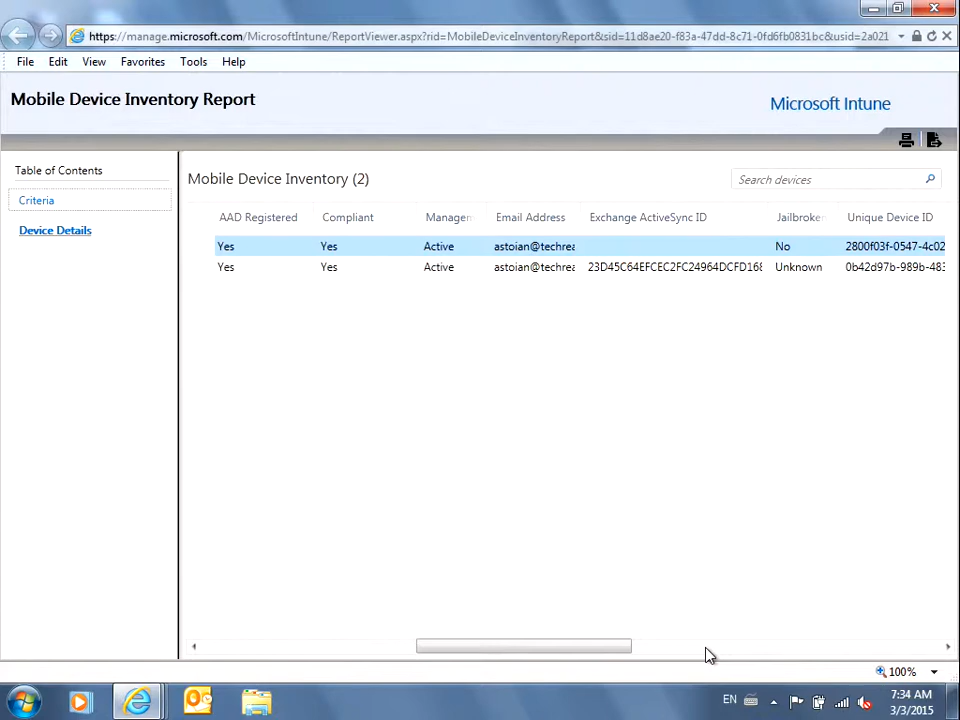 https://manage.microsoft.com/MicrosoftIntune/ReportViewer.aspx?rid=MobileDeviceInventoryReport&sid=11d8ae20-f83a-47dd-8c71-0fd6fb0831bc&usid=2a021
File Edit View Favorites Tools Help
Mobile Device Inventory Report
Microsoft Intune
Table of Contents
Criteria
Device Details
Mobile Device Inventory (2)
Search devices
AAD Registered Compliant Managem Email Address Exchange ActiveSync ID Jailbroken Unique Device ID
Yes Yes Active astoian@techrea No 2800f03f-0547-4c02
Yes Yes Active astoian@techrea 23D45C64EFCEC2FC24964DCFD168 Unknown 0b42d97b-989b-483
100%
EN
7:34 AM
3/3/2015